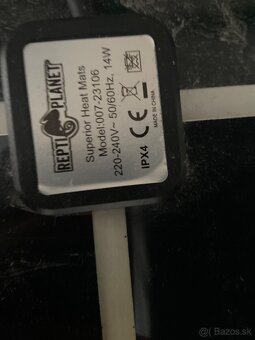 REPTI PLANET
Superior Heat Mats
Model:007-23106
220-240V~ 50/60Hz, 14W
IPX4
CE
MADE IN CHINA
Bazos.sk